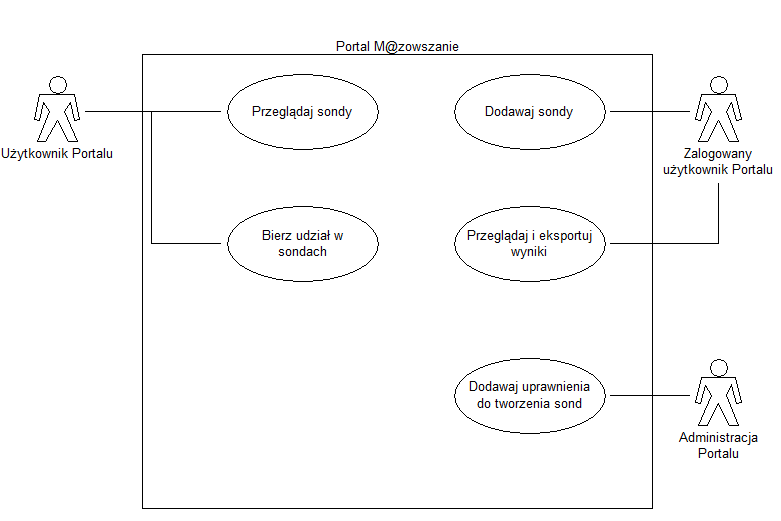 Portal M@zowszanie
Przeglądaj sondy
Dodawaj sondy
Użytkownik Portalu
Zalogowany
użytkownik Portalu
Bierz udział w
sondach
Przeglądaj i eksportuj
wyniki
Dodawaj uprawnienia
do tworzenia sond
Administracja
Portalu